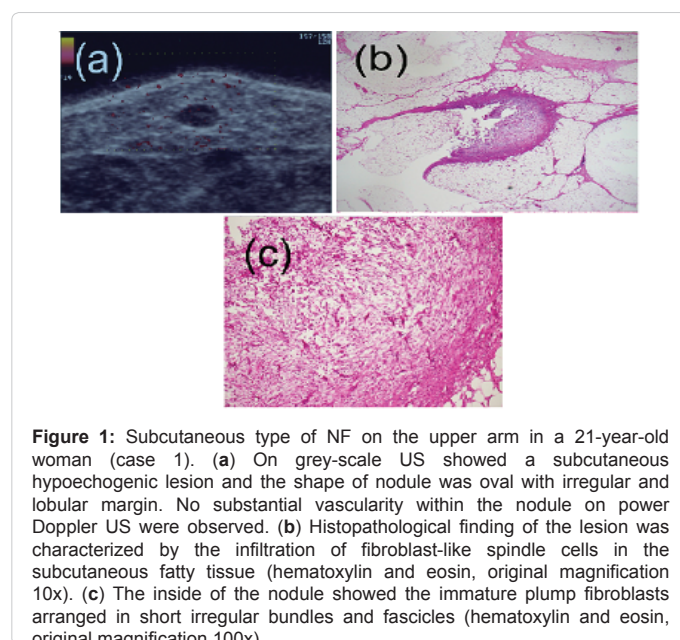 157-158
(a)
(b)
(c)
Figure 1: Subcutaneous type of NF on the upper arm in a 21-year-old
woman (case 1). (a) On grey-scale US showed a subcutaneous
hypoechogenic lesion and the shape of nodule was oval with irregular and
lobular margin. No substantial vascularity within the nodule on power
Doppler US were observed. (b) Histopathological finding of the lesion was
characterized by the infiltration of fibroblast-like spindle cells in the
subcutaneous fatty tissue (hematoxylin and eosin, original magnification
10x). (c) The inside of the nodule showed the immature plump fibroblasts
arranged in short irregular bundles and fascicles (hematoxylin and eosin,
original magnification 100x)